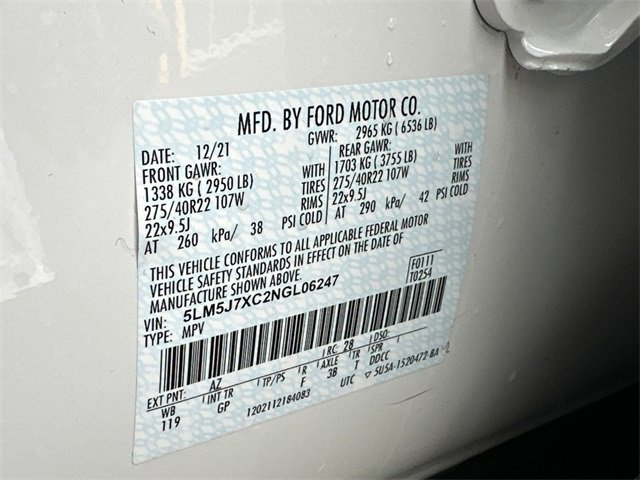 MFD. BY FORD MOTOR CO.
DATE: 12/21 GVWR: 2965 KG ( 6536 LB)
FRONT GAWR: REAR GAWR:
1338 KG ( 2950 LB) WITH 1703 KG ( 3755 LB) WITH
275/40R22 107W TIRES 275/40R22 107W TIRES
22x9.5J RIMS 22x9.5J RIMS
AT 260 kPa/ 38 PSI COLD AT 290 kPa/ 42 PSI COLD
THIS VEHICLE CONFORMS TO ALL APPLICABLE FEDERAL MOTOR
VEHICLE SAFETY STANDARDS IN EFFECT ON THE DATE OF
MANUFACTURE SHOWN ABOVE.
F0111
T0254
VIN: 5LM5J7XC2NGL06247
TYPE: MPV
EXT PNT: AZ RC: 28 DSO:
WB INT TR TP/PS R AXLE TR SPR
119 GP F 3B T DDCC
1202112184083 UTC 5U5A-1520472-BA